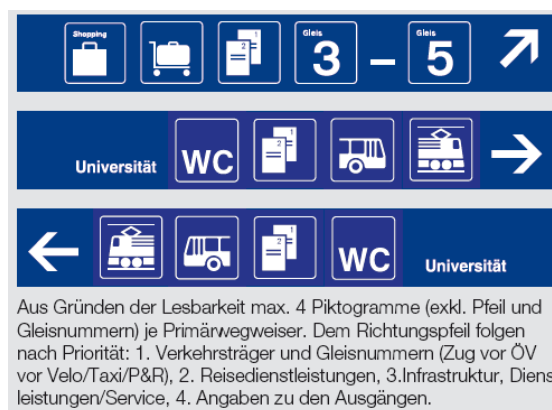 Shopping 2 1 Gleis 3 – Gleis 5
Universität WC 2 1
2 1 WC Universität
Aus Gründen der Lesbarkeit max. 4 Piktogramme (exkl. Pfeil und
Gleisnummern) je Primärwegweiser. Dem Richtungspfeil folgen
nach Priorität: 1. Verkehrsträger und Gleisnummern (Zug vor ÖV
vor Velo/Taxi/P&R), 2. Reisedienstleistungen, 3.Infrastruktur, Diens
leistungen/Service, 4. Angaben zu den Ausgängen.